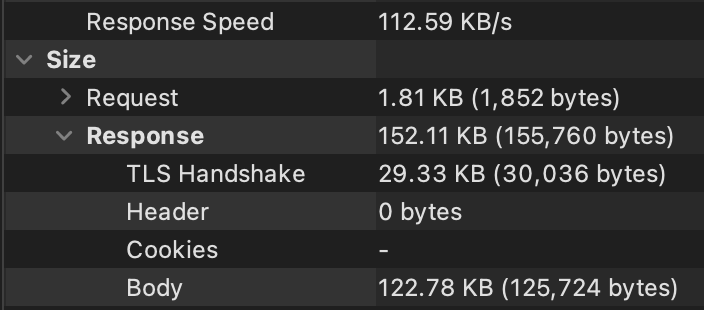 Response Speed 112.59 KB/s
Size
Request 1.81 KB (1,852 bytes)
Response 152.11 KB (155,760 bytes)
TLS Handshake 29.33 KB (30,036 bytes)
Header 0 bytes
Cookies -
Body 122.78 KB (125,724 bytes)